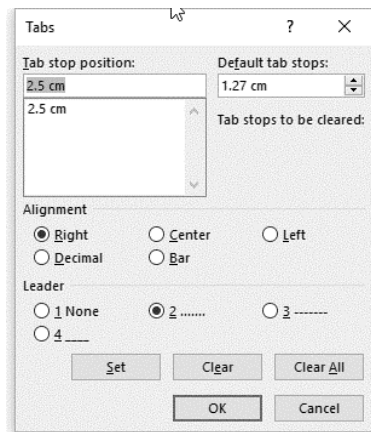 Tabs ? ×
Tab stop position: Default tab stops:
2.5 cm 1.27 cm
2.5 cm Tab stops to be cleared:
Alignment
Right Center Left
Decimal Bar
Leader
1 None 2 ....... 3 -------
4 ____
Set Clear Clear All
OK Cancel